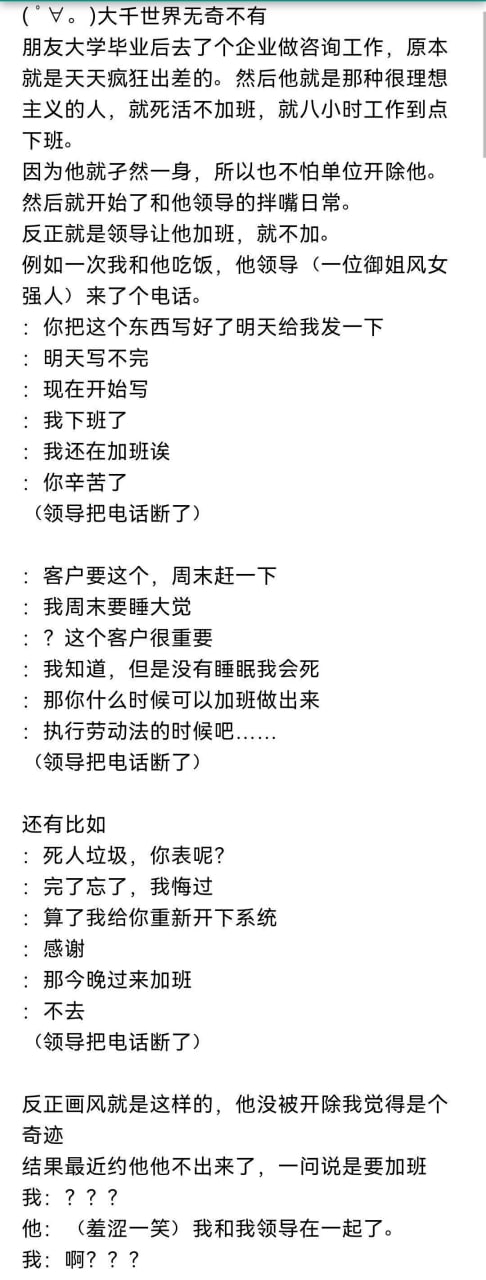 ( ﾟ∀。)大千世界无奇不有
朋友大学毕业后去了个企业做咨询工作，原本
就是天天疯狂出差的。然后他就是那种很理想
主义的人，就死活不加班，就八小时工作到点
下班。
因为他就孑然一身，所以也不怕单位开除他。
然后就开始了和他领导的拌嘴日常。
反正就是领导让他加班，就不加。
例如一次我和他吃饭，他领导（一位御姐风女
强人）来了个电话。
：你把这个东西写好了明天给我发一下
：明天写不完
：现在开始写
：我下班了
：我还在加班诶
：你辛苦了
（领导把电话断了）
：客户要这个，周末赶一下
：我周末要睡大觉
：？这个客户很重要
：我知道，但是没有睡眠我会死
：那你什么时候可以加班做出来
：执行劳动法的时候吧……
（领导把电话断了）
还有比如
：死人垃圾，你表呢？
：完了忘了，我悔过
：算了我给你重新开下系统
：感谢
：那今晚过来加班
：不去
（领导把电话断了）
反正画风就是这样的，他没被开除我觉得是个
奇迹
结果最近约他他不出来了，一问说是要加班
我：？？？
他：（羞涩一笑）我和我领导在一起了。
我：啊？？？